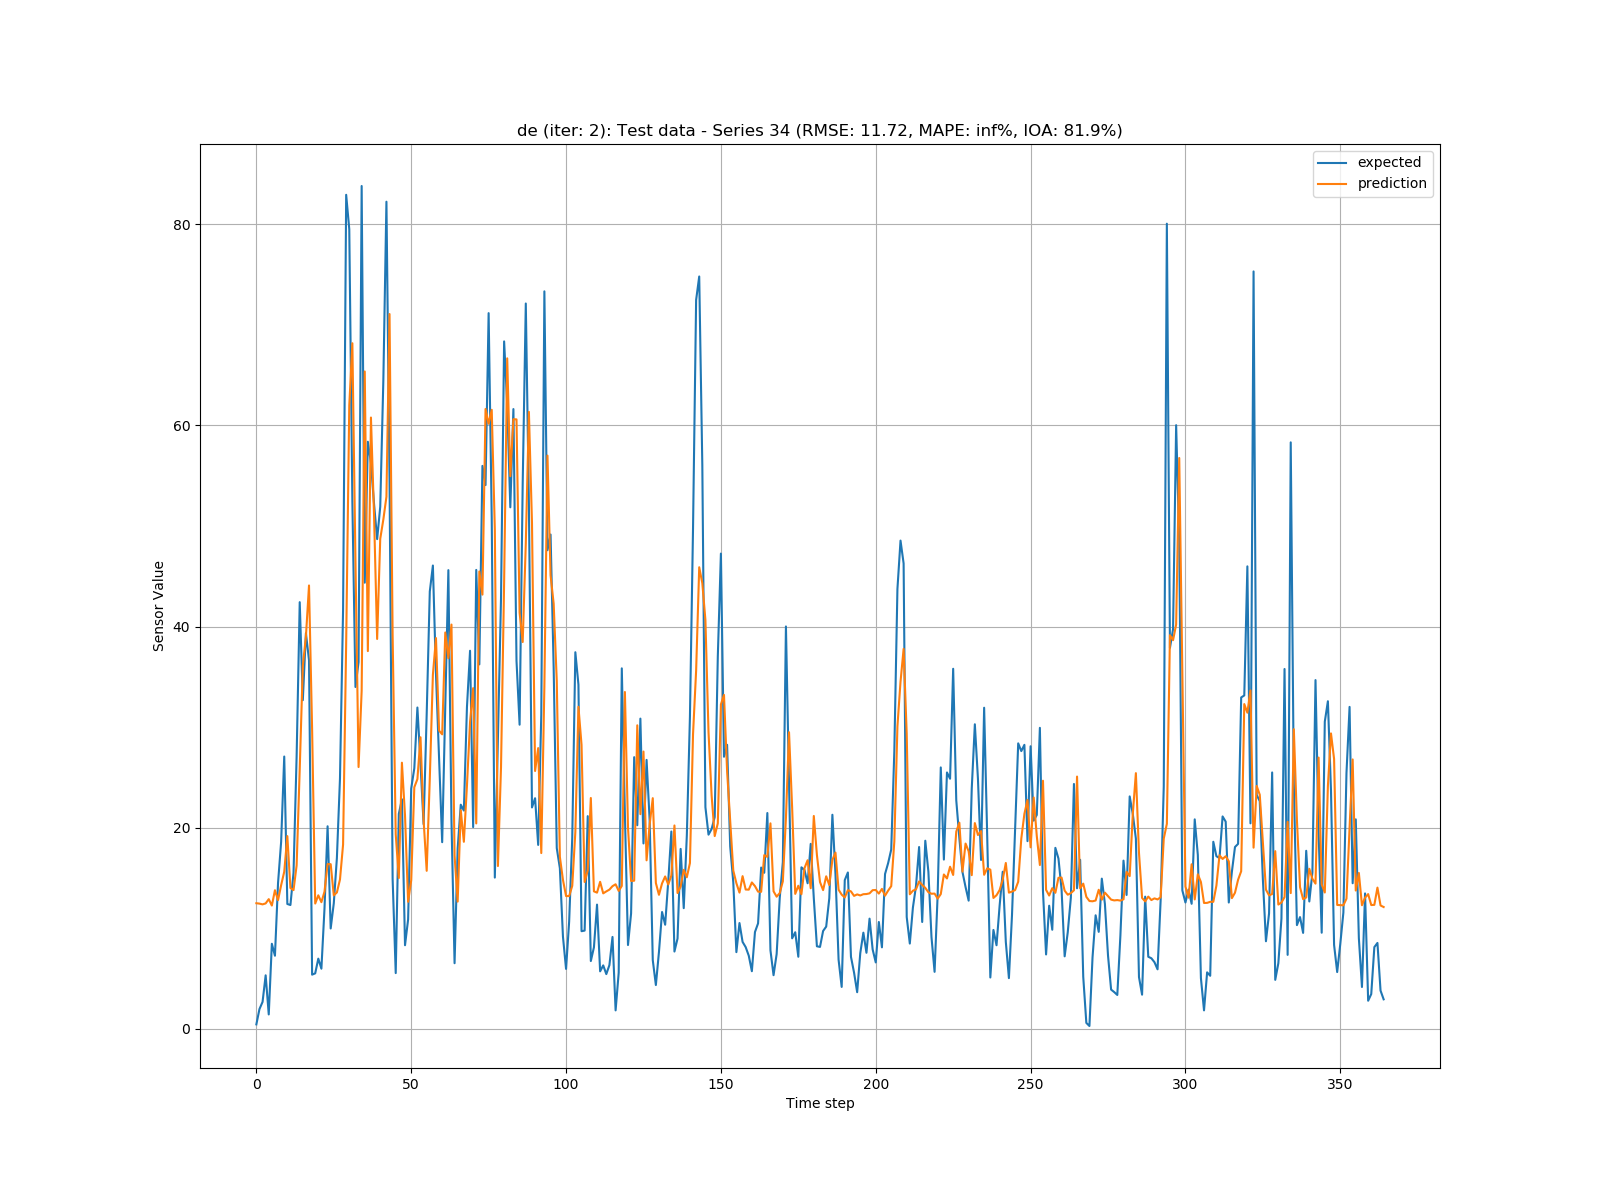 de (iter: 2): Test data - Series 34 (RMSE: 11.72, MAPE: inf%, IOA: 81.9%)
expected
prediction
80
60
40
20
0
Sensor Value
0 50 100 150 200 250 300 350
Time step